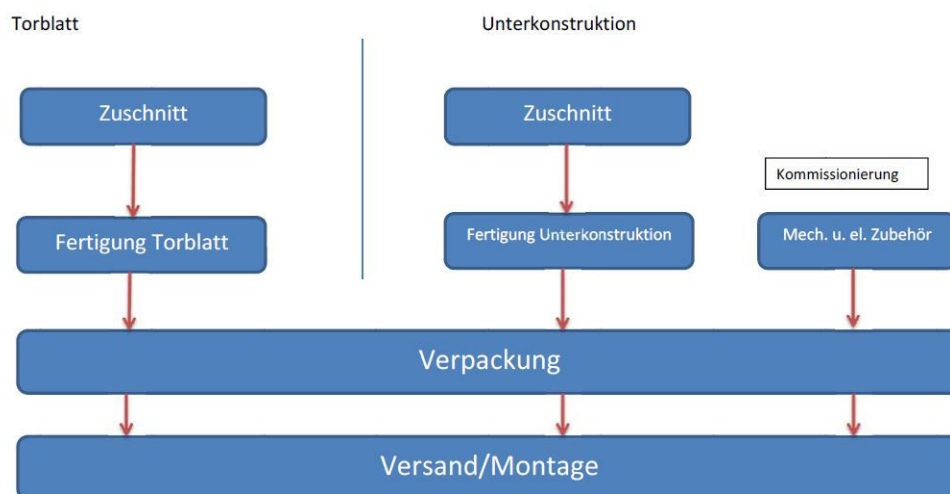 Torblatt
Unterkonstruktion
Zuschnitt
Zuschnitt
Kommissionierung
Fertigung Torblatt
Fertigung Unterkonstruktion
Mech. u. el. Zubehör
Verpackung
Versand/Montage